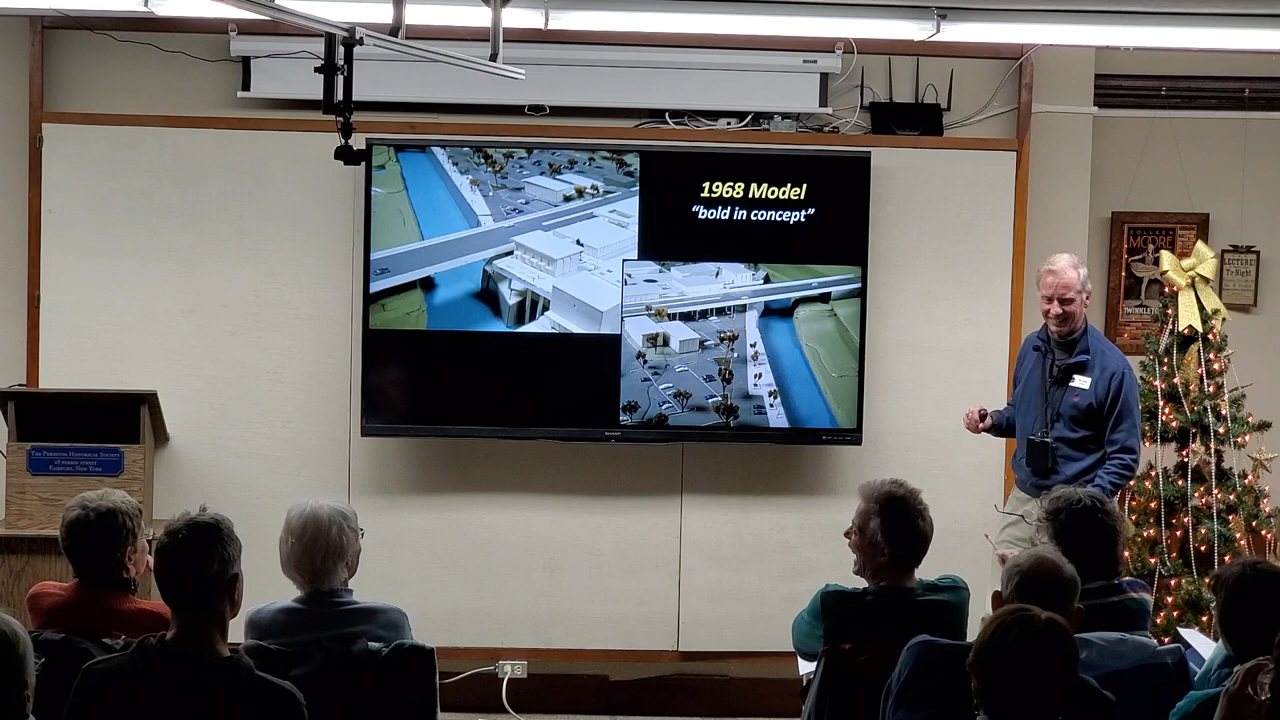 1968 Model
“bold in concept”
COLLEEN
MOORE
LECTURE!
To-Night
THE PERINTON HISTORICAL SOCIETY
18 PERRIN STREET
FAIRPORT, NEW YORK
SHARP